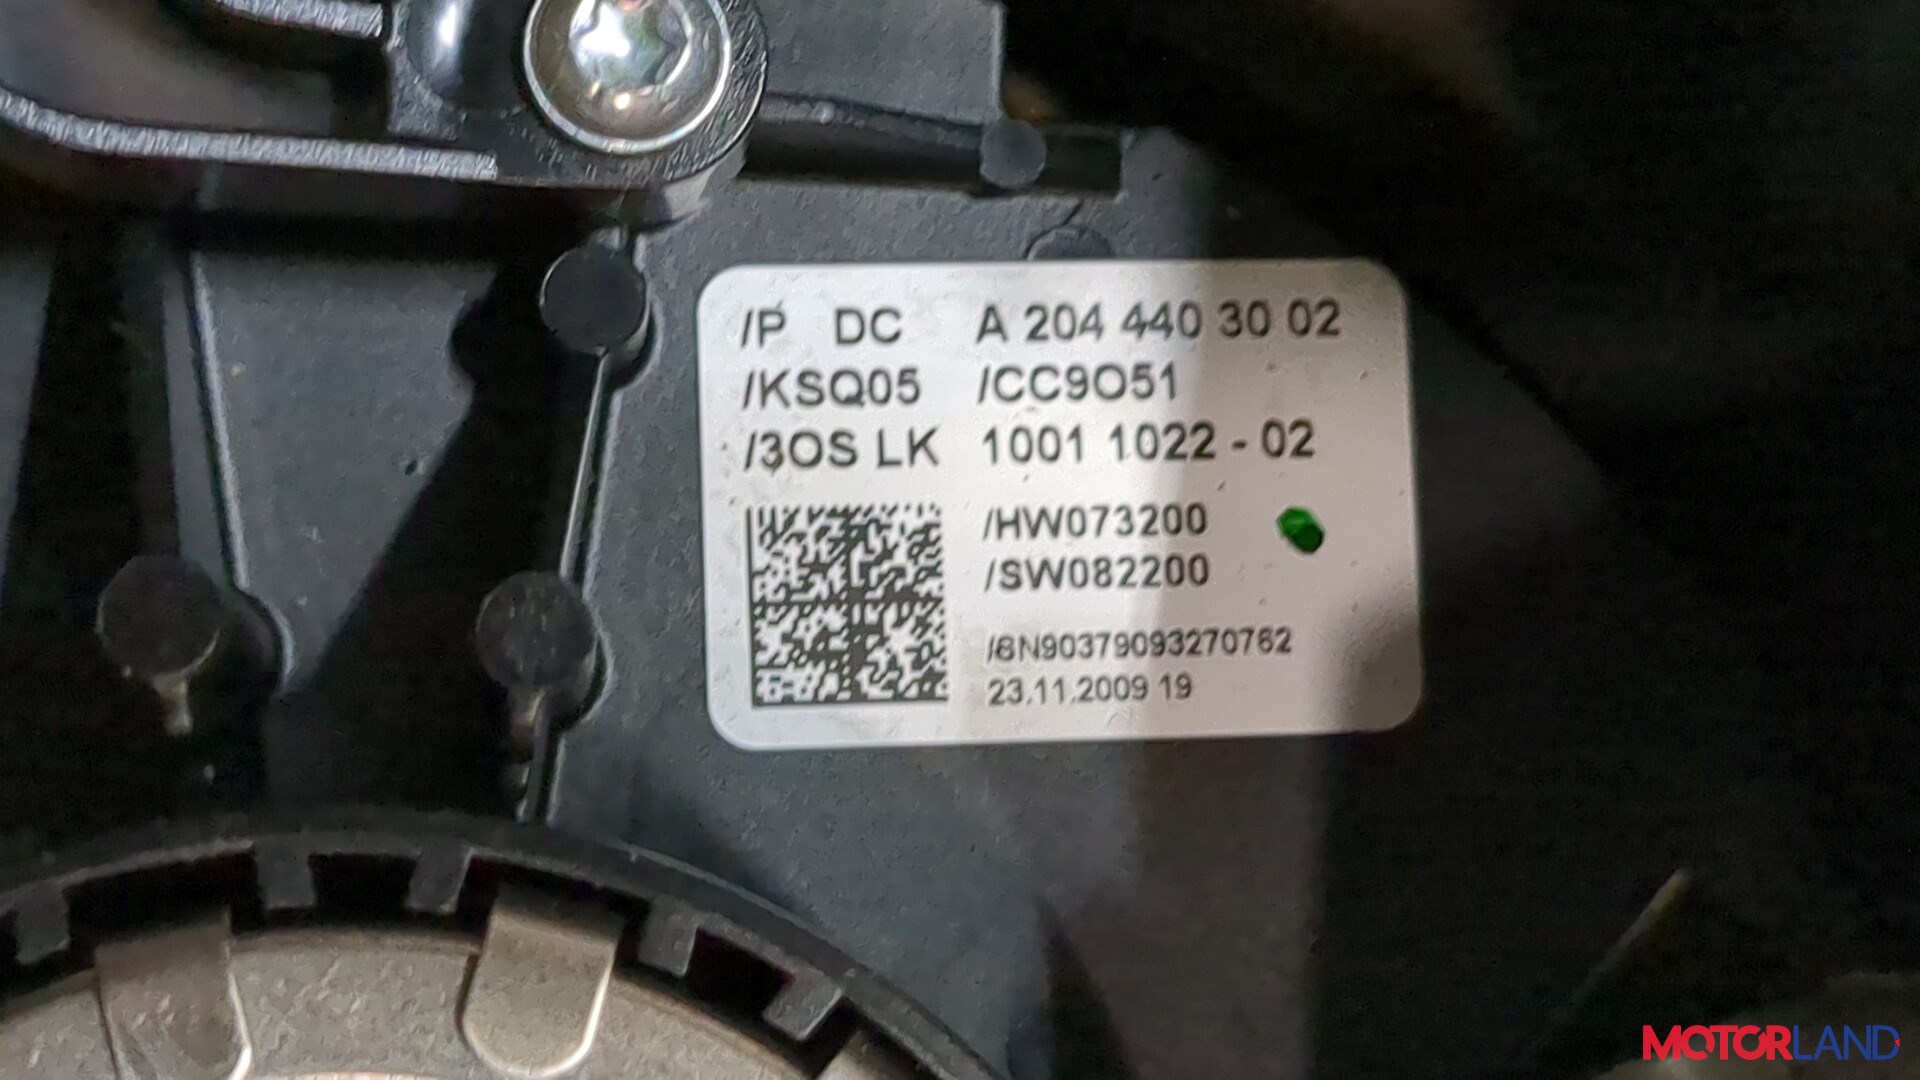 /P DC A 204 440 30 02
/KSQ05 /CC9O51
/3OS LK 1001 1022 - 02
/HW073200
/SW082200
/8N90379093270762
23.11.2009 19
MOTORLAND